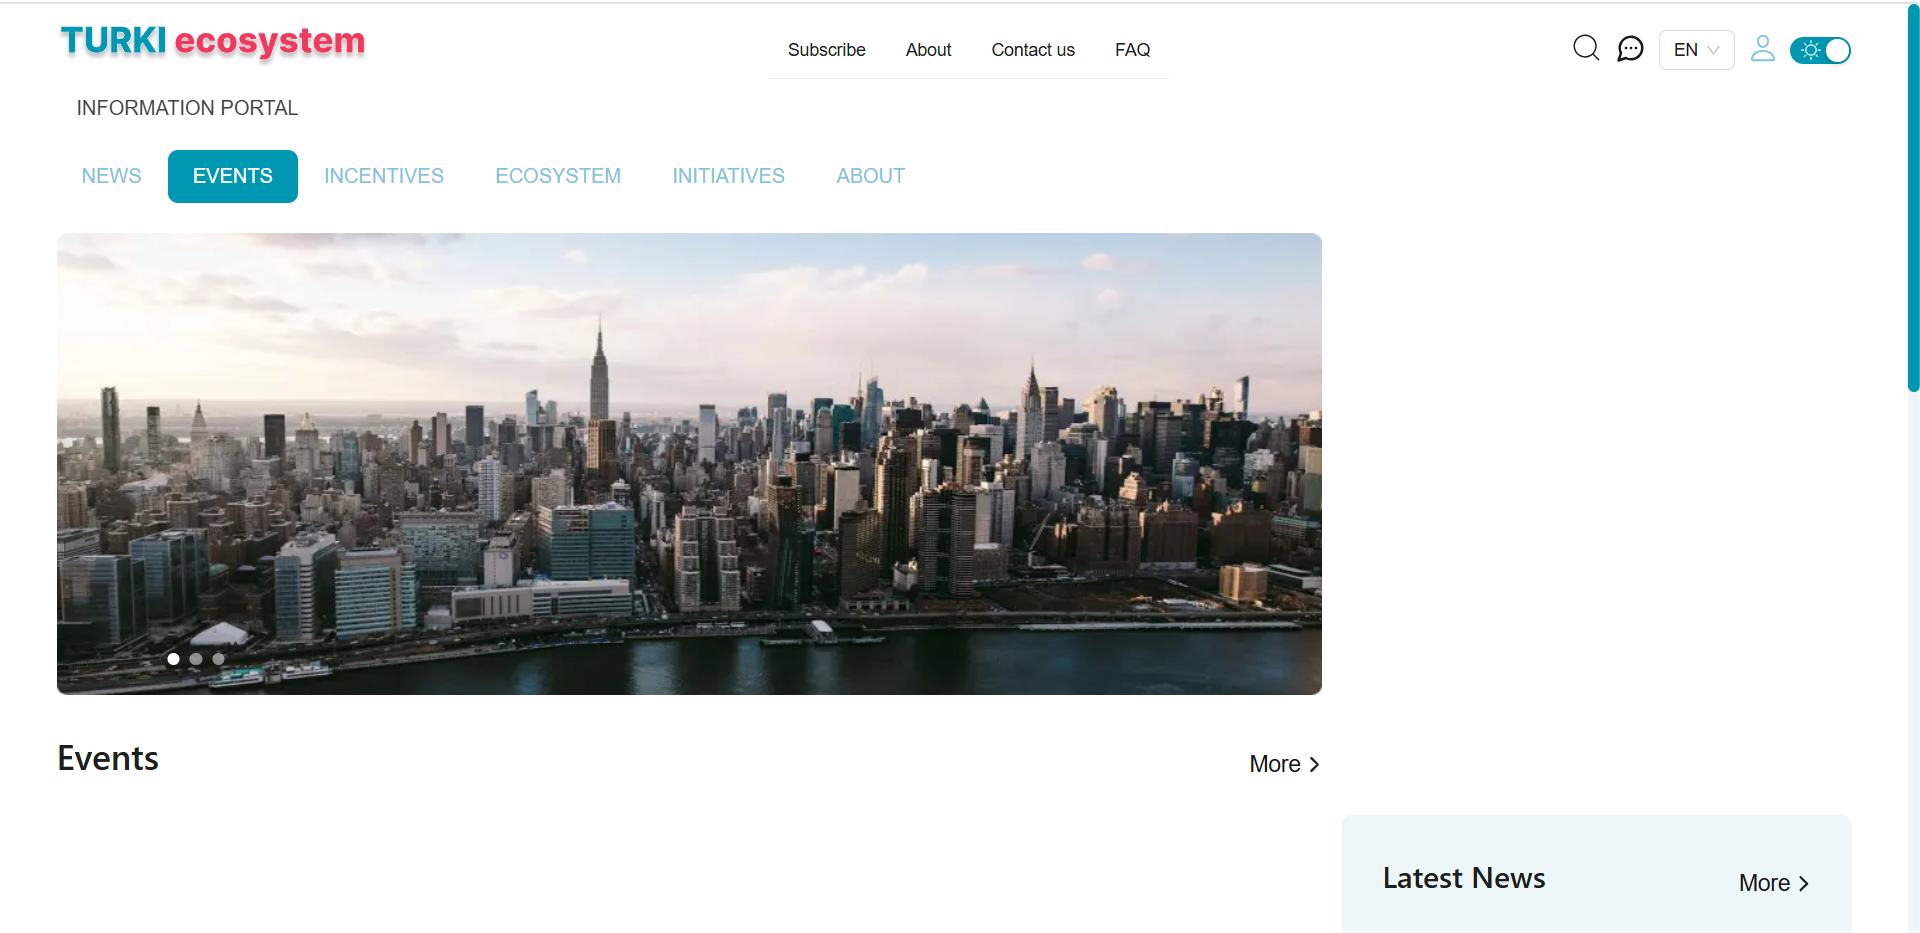 TURKI ecosystem
Subscribe About Contact us FAQ
EN
INFORMATION PORTAL
NEWS EVENTS INCENTIVES ECOSYSTEM INITIATIVES ABOUT
Events
More
Latest News
More